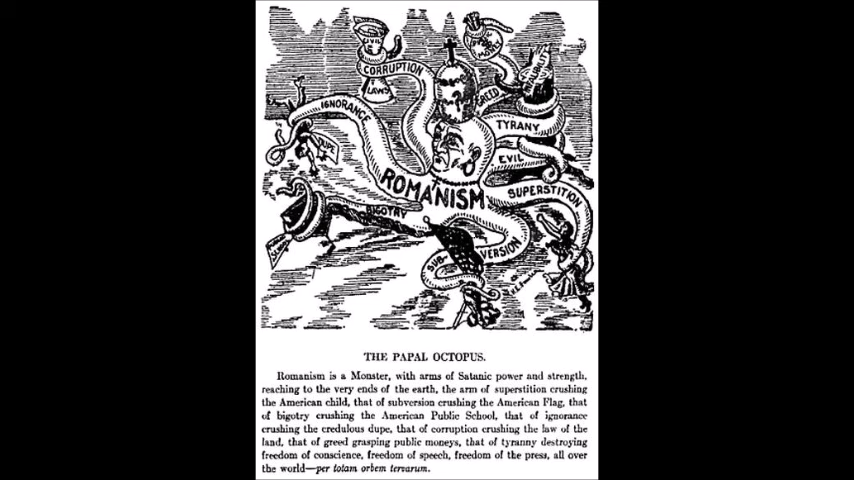 CIVIL
LAWS
PUBLIC
MONEY
CORRUPTION
GREED
IGNORANCE
DUPE
TYRANNY
EVIL
ROMANISM
SUPERSTITION
BIGOTRY
SUB-
VERSION
SCHOOL
THE PAPAL OCTOPUS.
Romanism is a Monster, with arms of Satanic power and strength,
reaching to the very ends of the earth, the arm of superstition crushing
the American child, that of subversion crushing the American Flag, that
of bigotry crushing the American Public School, that of ignorance
crushing the credulous dupe, that of corruption crushing the law of the
land, that of greed grasping public moneys, that of tyranny destroying
freedom of conscience, freedom of speech, freedom of the press, all over
the world—per totam orbem terrarum.